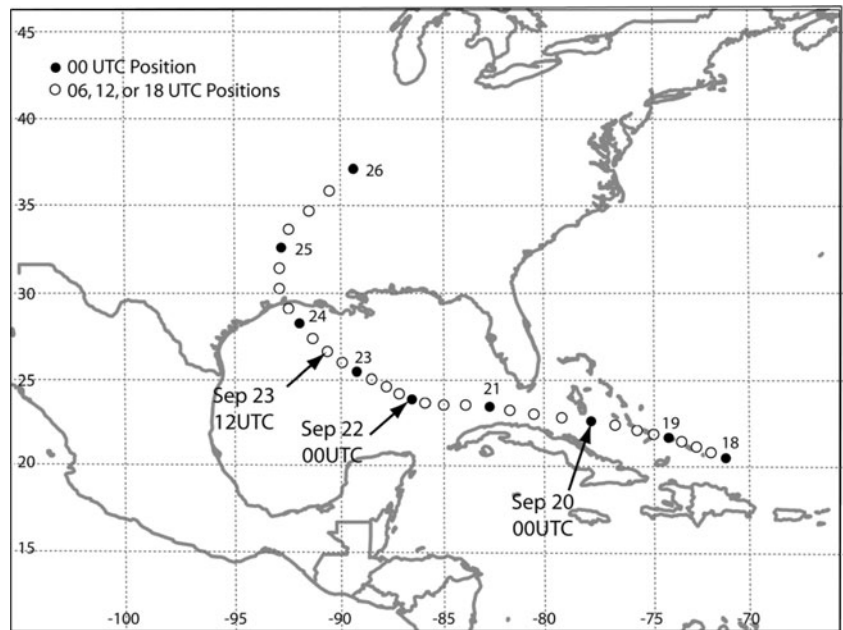 45
00 UTC Position
06, 12, or 18 UTC Positions
40
26
35
25
30
24
23
25
Sep 23
12UTC
21
Sep 22
00UTC
19
18
20
Sep 20
00UTC
15
-100 -95 -90 -85 -80 -75 -70